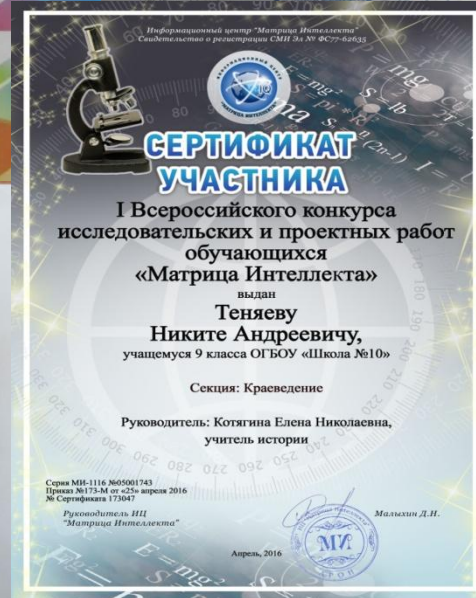 Информационный центр "Матрица Интеллекта"
Свидетельство о регистрации СМИ Эл № ФС77-62635
СЕРТИФИКАТ
УЧАСТНИКА
I Всероссийского конкурса
исследовательских и проектных работ
обучающихся
«Матрица Интеллекта»
выдан
Теняеву
Никите Андреевичу,
учащемуся 9 класса ОГБОУ «Школа №10»
Секция: Краеведение
Руководитель: Котягина Елена Николаевна,
учитель истории
Серия МИ-1116 №05001743
Приказ №173-М от «25» апреля 2016
№ Сертификата 173047
Руководитель ИЦ
"Матрица Интеллекта"
Малыхин Д.Н.
МИ
Апрель, 2016